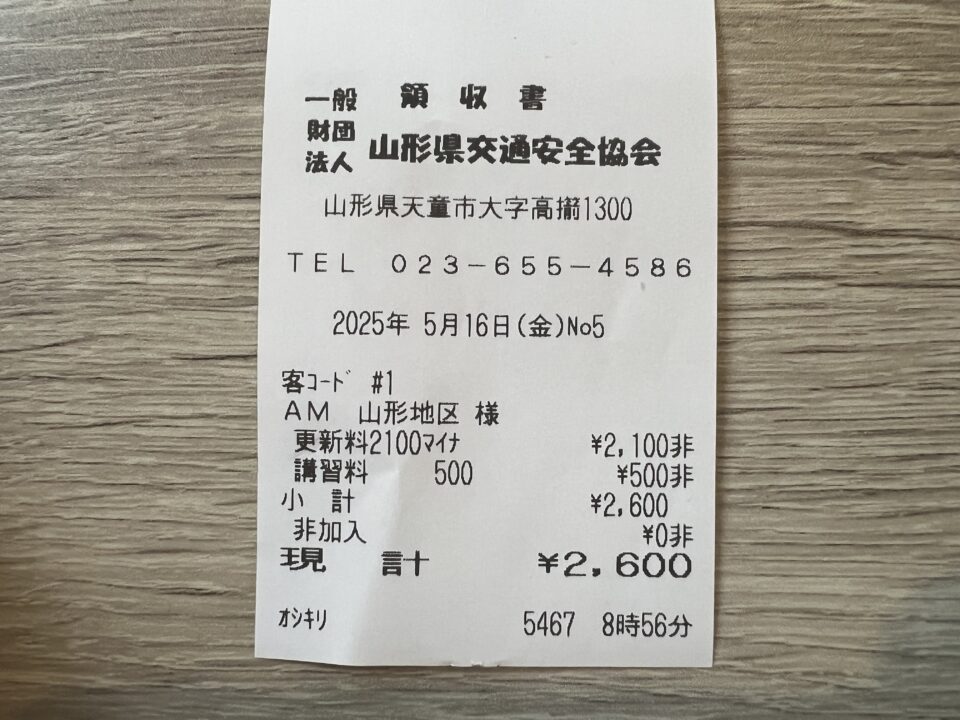 領収書
一般財団法人 山形県交通安全協会
山形県天童市大字高擶1300
TEL 023-655-4586
2025年 5月16日(金)No5
客コード #1
AM 山形地区 様
更新料2100マイナ ¥2,100非
講習料 500 ¥500非
小 計 ¥2,600
非加入 ¥0非
現 計 ¥2,600
オシキリ 5467 8時56分